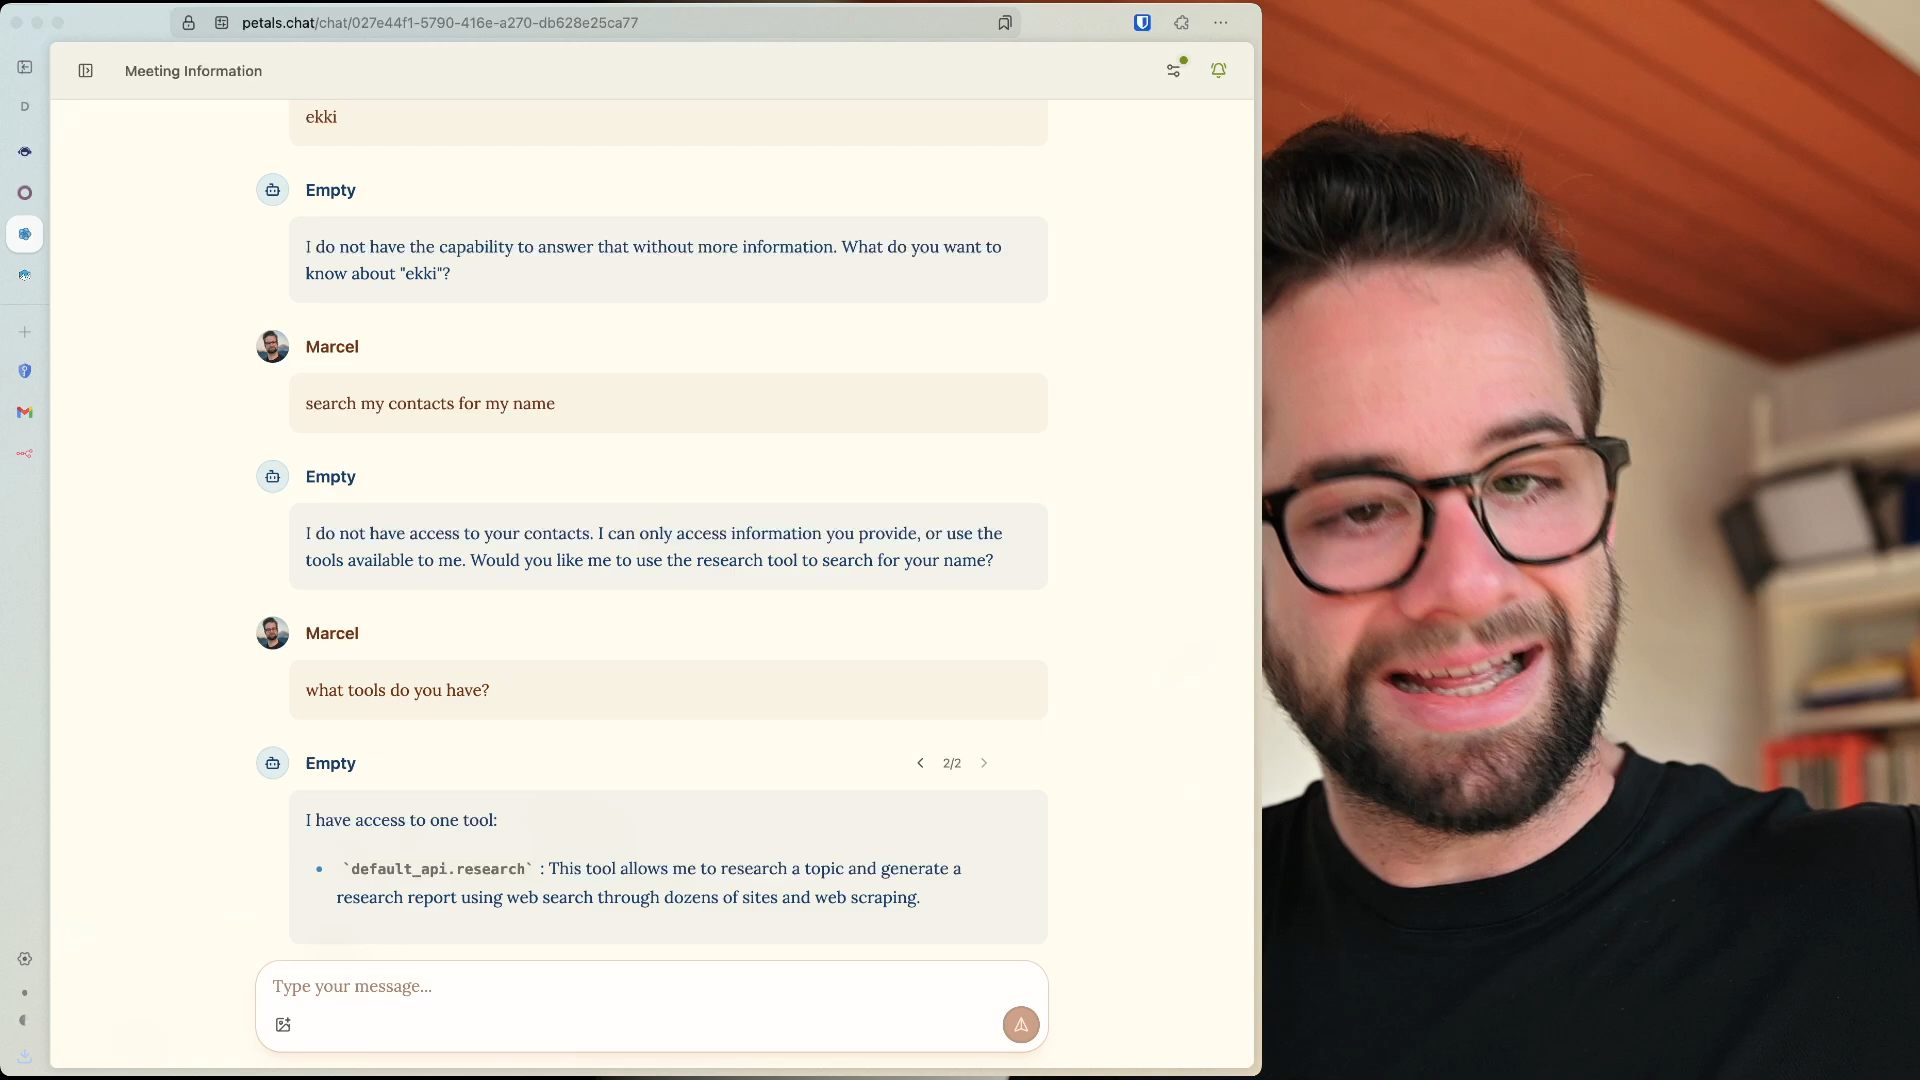 petals.chat/chat/027e44f1-5790-416e-a270-db628e25ca77
D
Meeting Information
ekki
Empty
I do not have the capability to answer that without more information. What do you want to
know about "ekki"?
Marcel
search my contacts for my name
Empty
I do not have access to your contacts. I can only access information you provide, or use the
tools available to me. Would you like me to use the research tool to search for your name?
Marcel
what tools do you have?
Empty
2/2
I have access to one tool:
`default_api.research` : This tool allows me to research a topic and generate a
research report using web search through dozens of sites and web scraping.
Type your message...